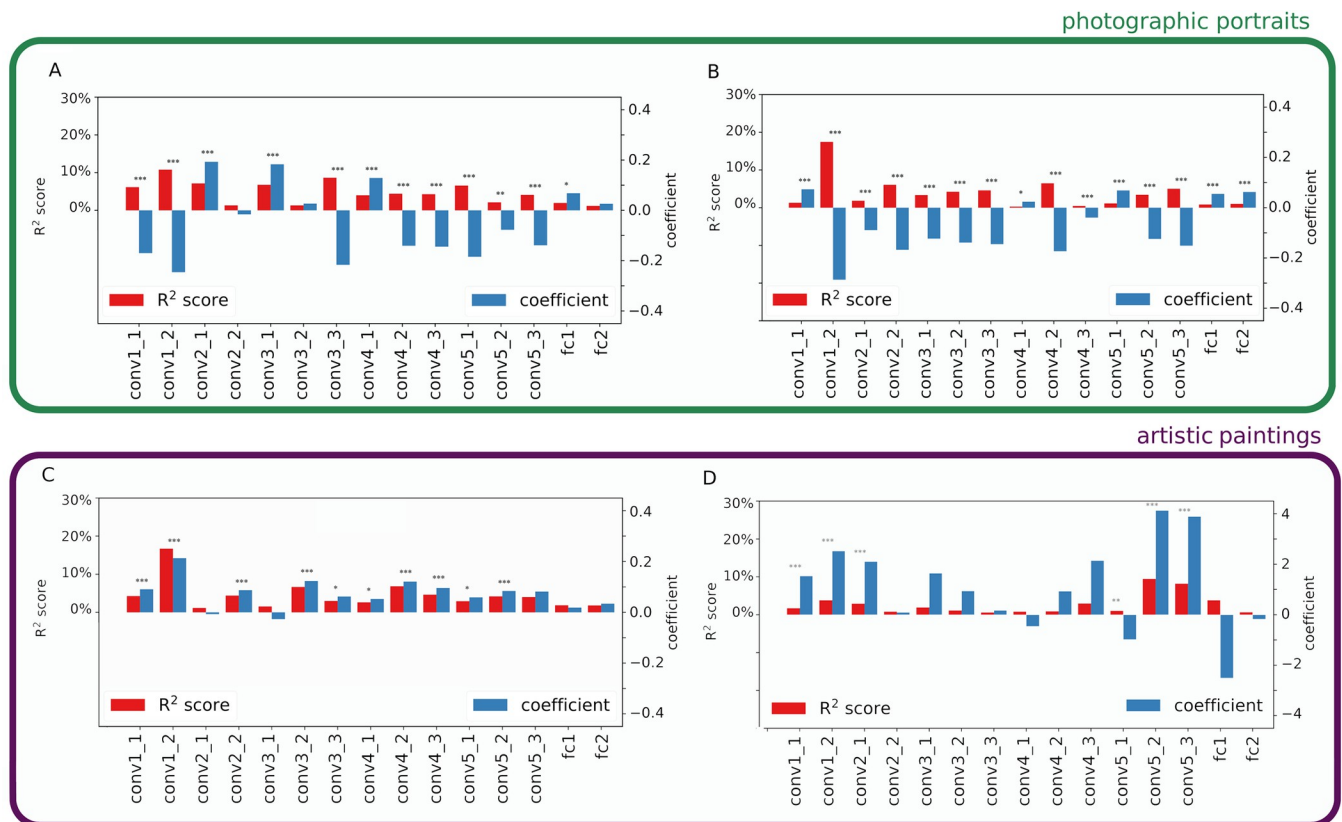 photographic portraits
A
30%
20%
10%
0%
R² score
0.4
0.2
0.0
−0.2
−0.4
coefficient
*** *** *** *** *** *** *** *** *** ** *** *
R² score
coefficient
conv1_1 conv1_2 conv2_1 conv2_2 conv3_1 conv3_2 conv3_3 conv4_1 conv4_2 conv4_3 conv5_1 conv5_2 conv5_3 fc1 fc2
B
30%
20%
10%
0%
R² score
0.4
0.2
0.0
−0.2
−0.4
coefficient
*** *** *** *** *** *** *** * *** *** *** *** *** *** ***
R² score
coefficient
conv1_1 conv1_2 conv2_1 conv2_2 conv3_1 conv3_2 conv3_3 conv4_1 conv4_2 conv4_3 conv5_1 conv5_2 conv5_3 fc1 fc2
artistic paintings
C
30%
20%
10%
0%
R² score
0.4
0.2
0.0
−0.2
−0.4
coefficient
*** *** *** *** * * *** *** * ***
R² score
coefficient
conv1_1 conv1_2 conv2_1 conv2_2 conv3_1 conv3_2 conv3_3 conv4_1 conv4_2 conv4_3 conv5_1 conv5_2 conv5_3 fc1 fc2
D
30%
20%
10%
0%
R² score
4
2
0
−2
−4
coefficient
*** *** *** ** *** ***
R² score
coefficient
conv1_1 conv1_2 conv2_1 conv2_2 conv3_1 conv3_2 conv3_3 conv4_1 conv4_2 conv4_3 conv5_1 conv5_2 conv5_3 fc1 fc2